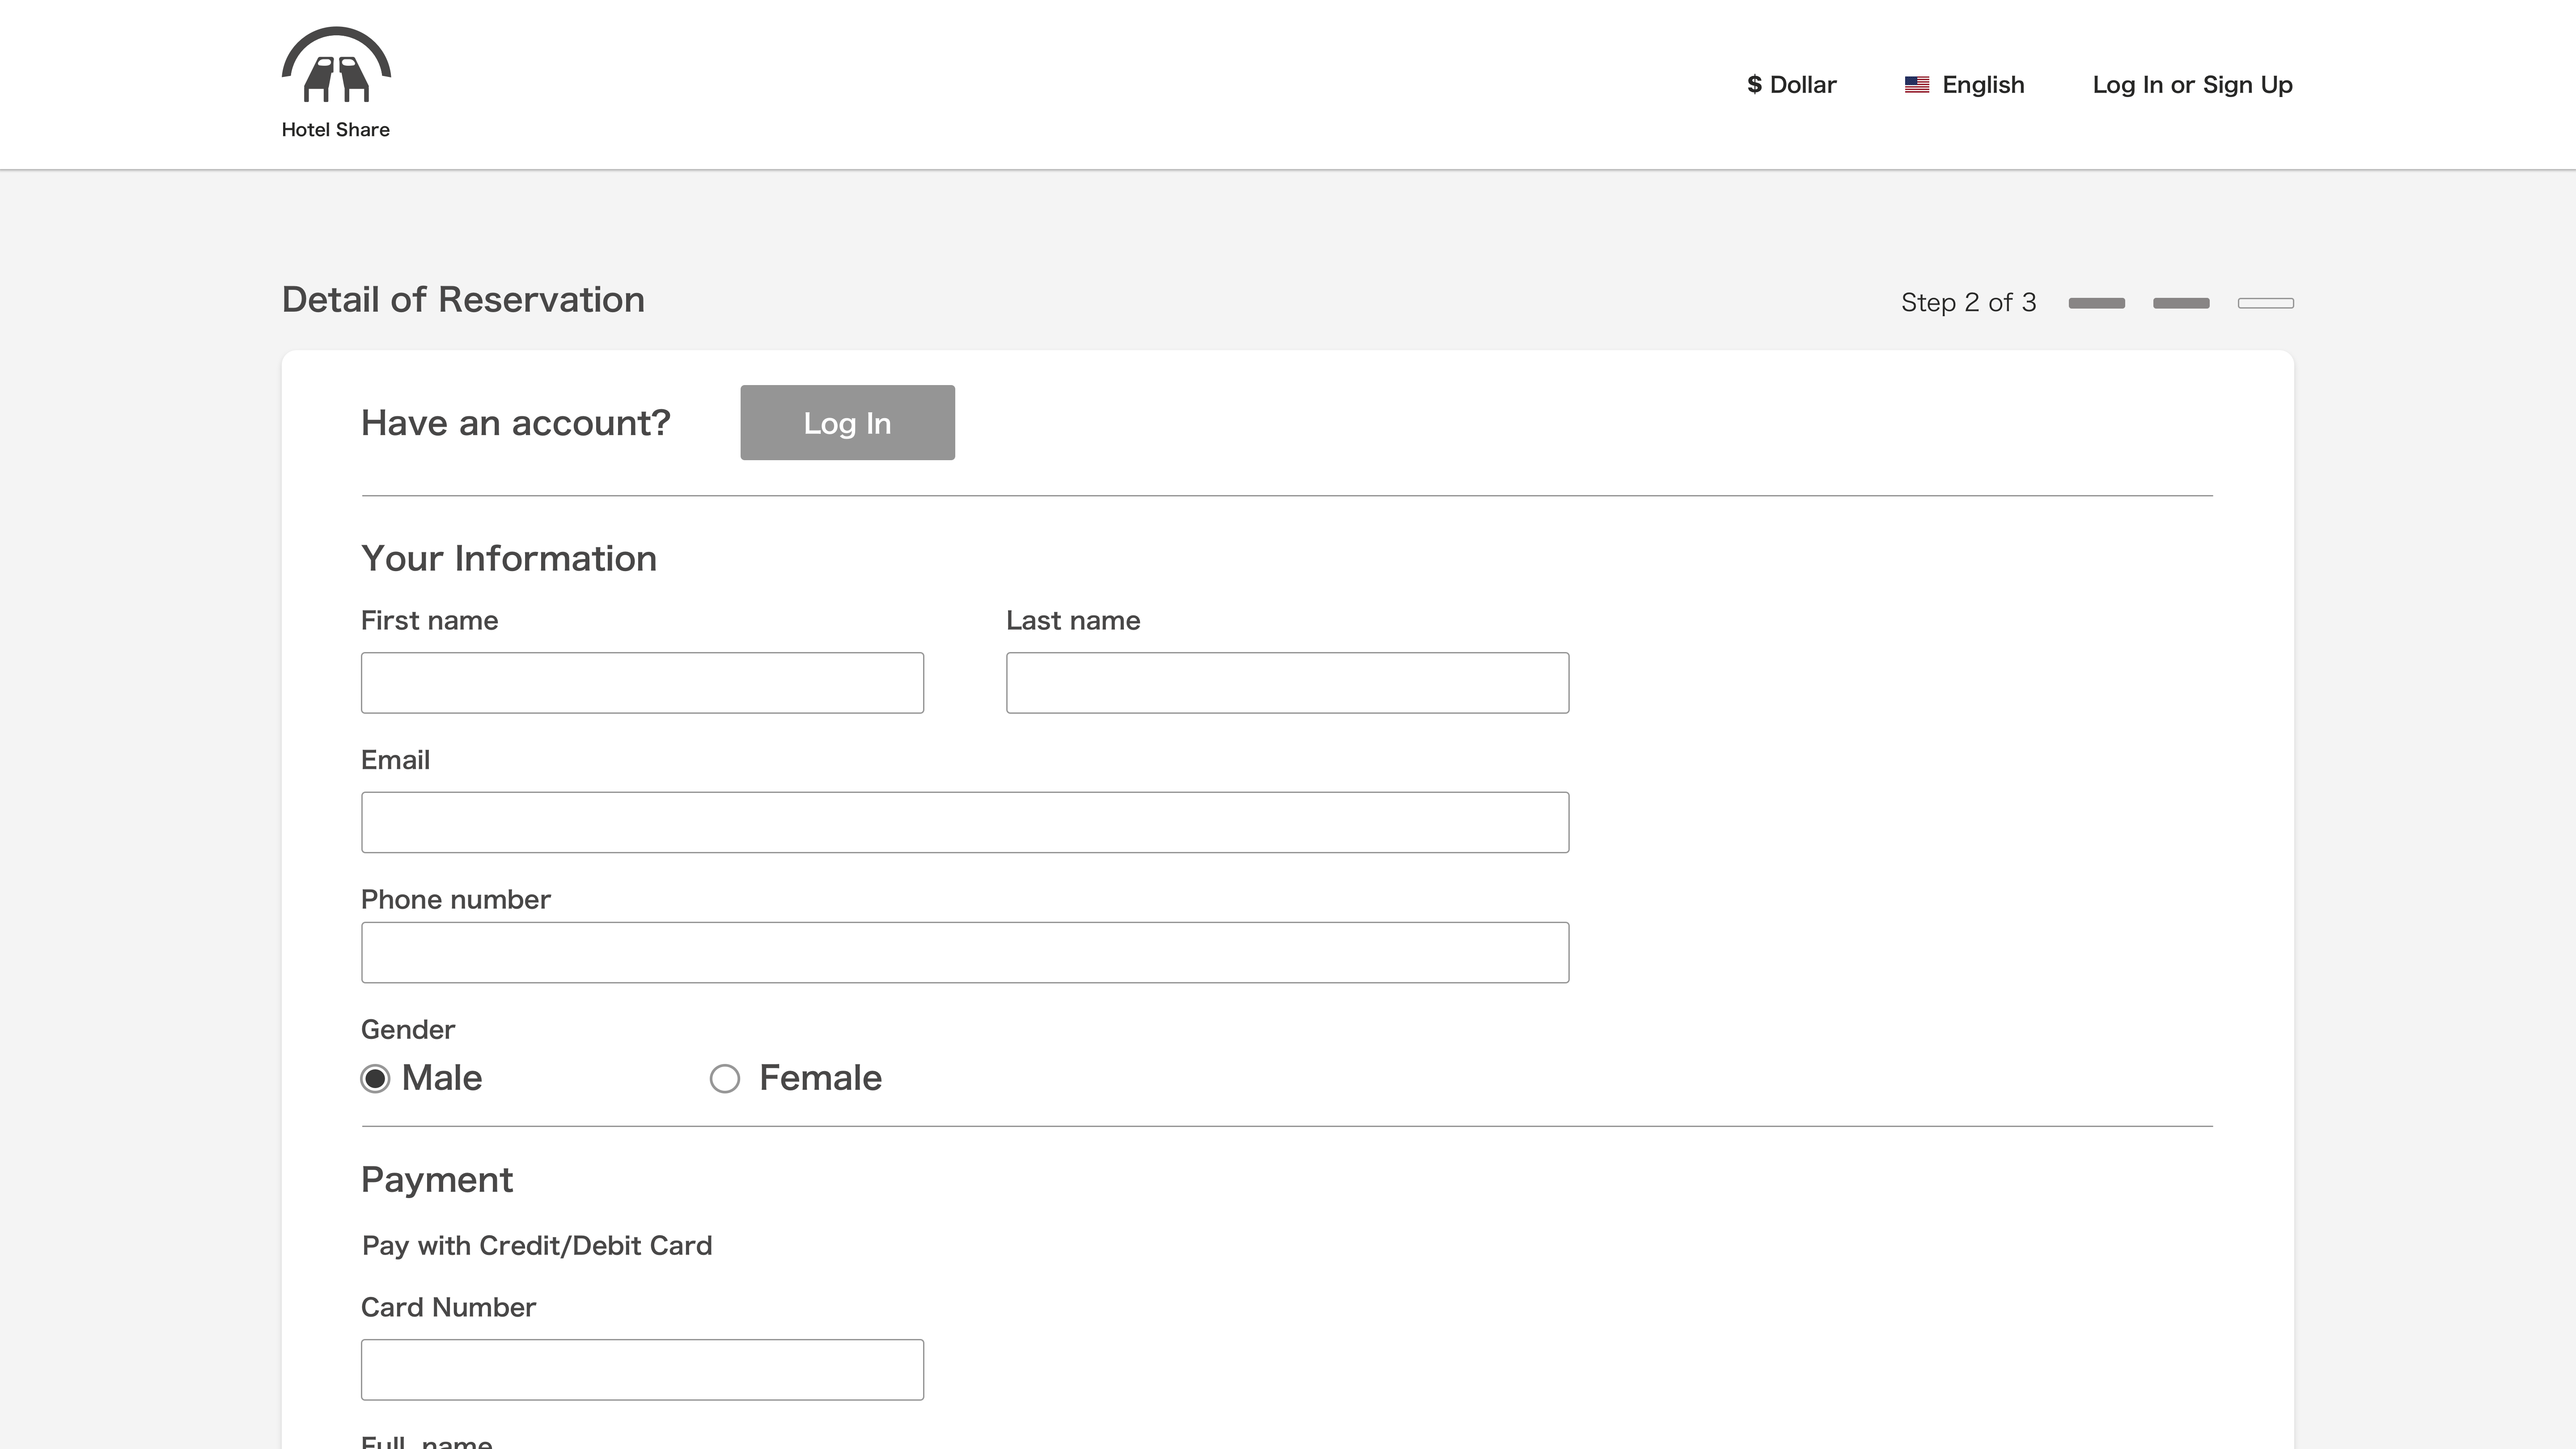 Hotel Share
$ Dollar
English
Log In or Sign Up
Detail of Reservation
Step 2 of 3
Have an account?
Log In
Your Information
First name
Last name
Email
Phone number
Gender
Male
Female
Payment
Pay with Credit/Debit Card
Card Number
Full name